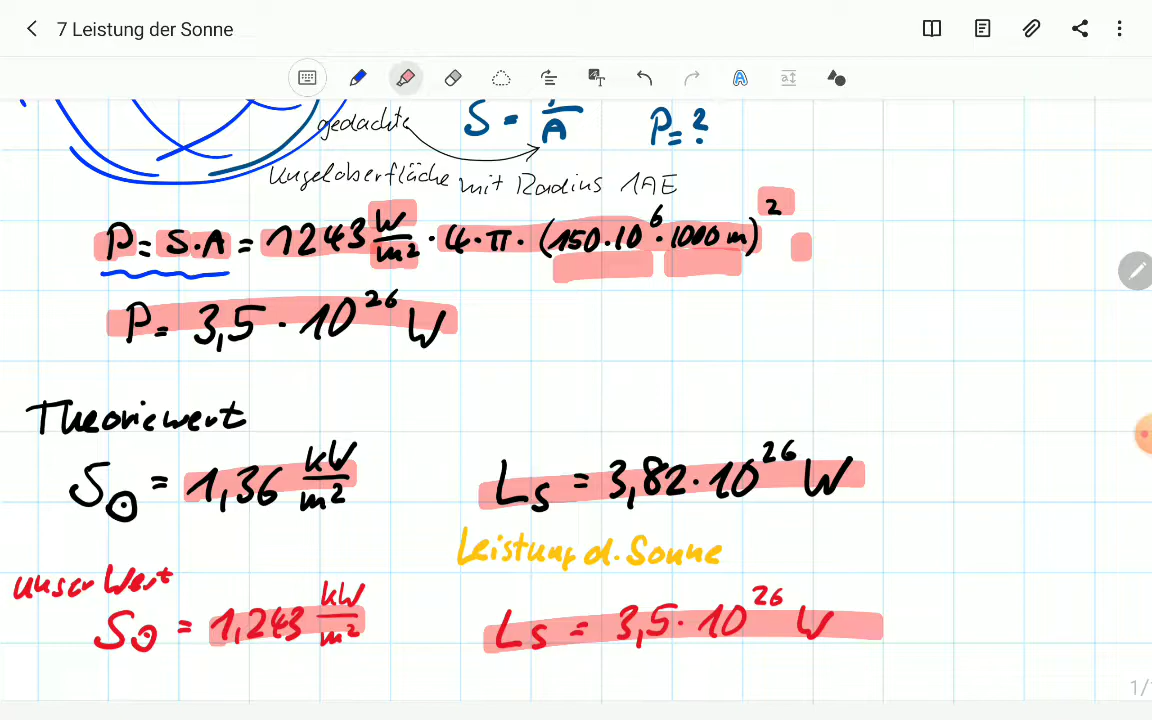 7 Leistung der Sonne
gedachte S = A P = ?
Kugeloberfläche mit Radius 1AE
P = S·A = 1243 W/m² · 4·π·(150·10⁶·1000 m)²
P = 3,5·10²⁶ W
Theoriewert
S⊙ = 1,36 kW/m² Ls = 3,82·10²⁶ W
Leistung d. Sonne
unser Wert
S⊙ = 1,243 kW/m² Ls = 3,5·10²⁶ W